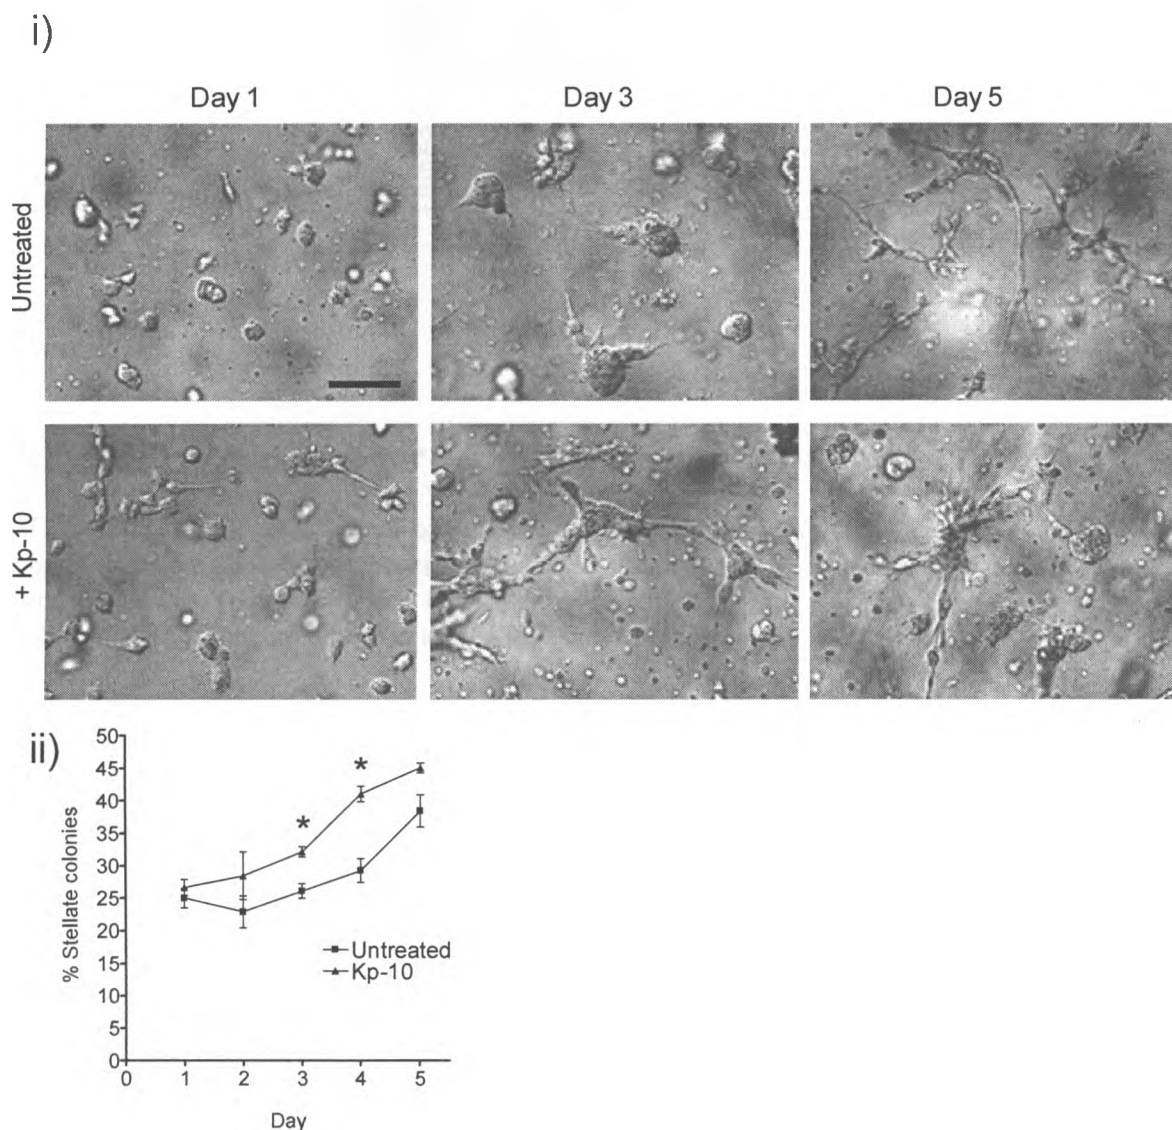 i)
Day 1 Day 3 Day 5
Untreated
+ Kp-10
ii)
50
45
40
35
30
25
20
15
10
5
0
% Stellate colonies
* *
Untreated
Kp-10
0 1 2 3 4 5
Day